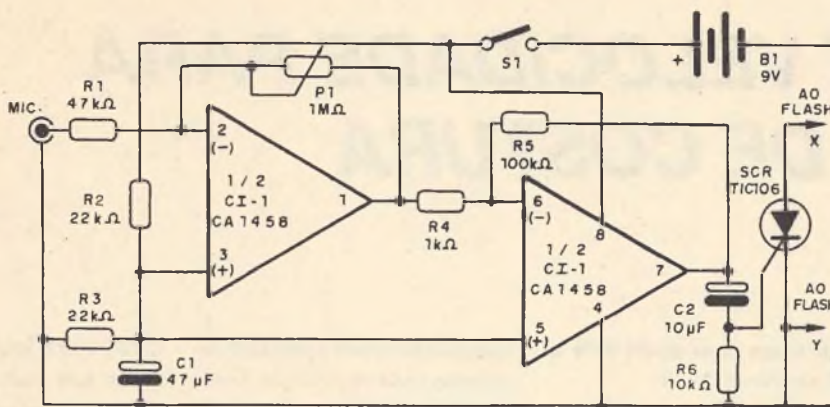 MIC.
R1
47kΩ
R2
22kΩ
R3
22kΩ
C1
47µF
2
(–)
3
(+)
1/2
CI-1
CA1458
1
P1
1MΩ
R4
1kΩ
R5
100kΩ
S1
+
B1
9V
6
(–)
5
(+)
1/2
CI-1
CA1458
8
7
4
C2
10µF
R6
10kΩ
SCR
TIC106
AO
FLASH
X
AO
FLASH
Y